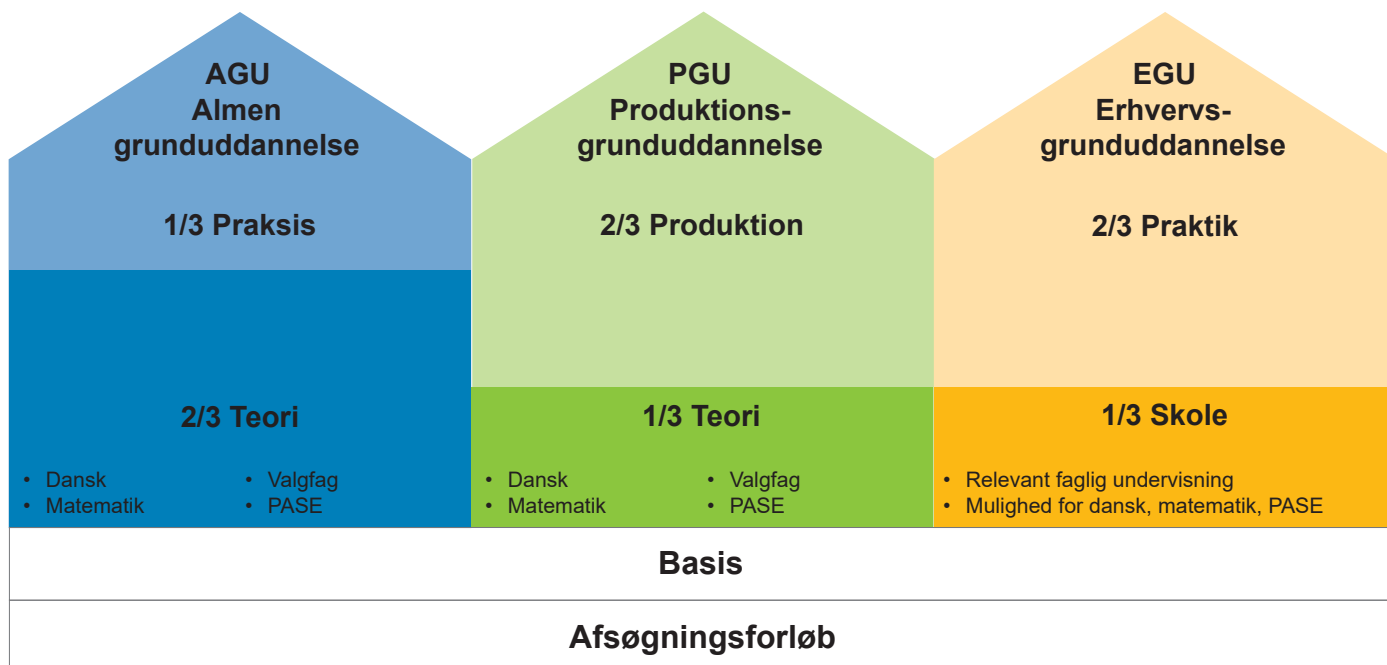 AGU
Almen
grunduddannelse
1/3 Praksis
2/3 Teori
• Dansk
• Matematik
• Valgfag
• PASE
PGU
Produktions-
grunduddannelse
2/3 Produktion
1/3 Teori
• Dansk
• Matematik
• Valgfag
• PASE
EGU
Erhvervs-
grunduddannelse
2/3 Praktik
1/3 Skole
• Relevant faglig undervisning
• Mulighed for dansk, matematik, PASE
Basis
Afsøgningsforløb